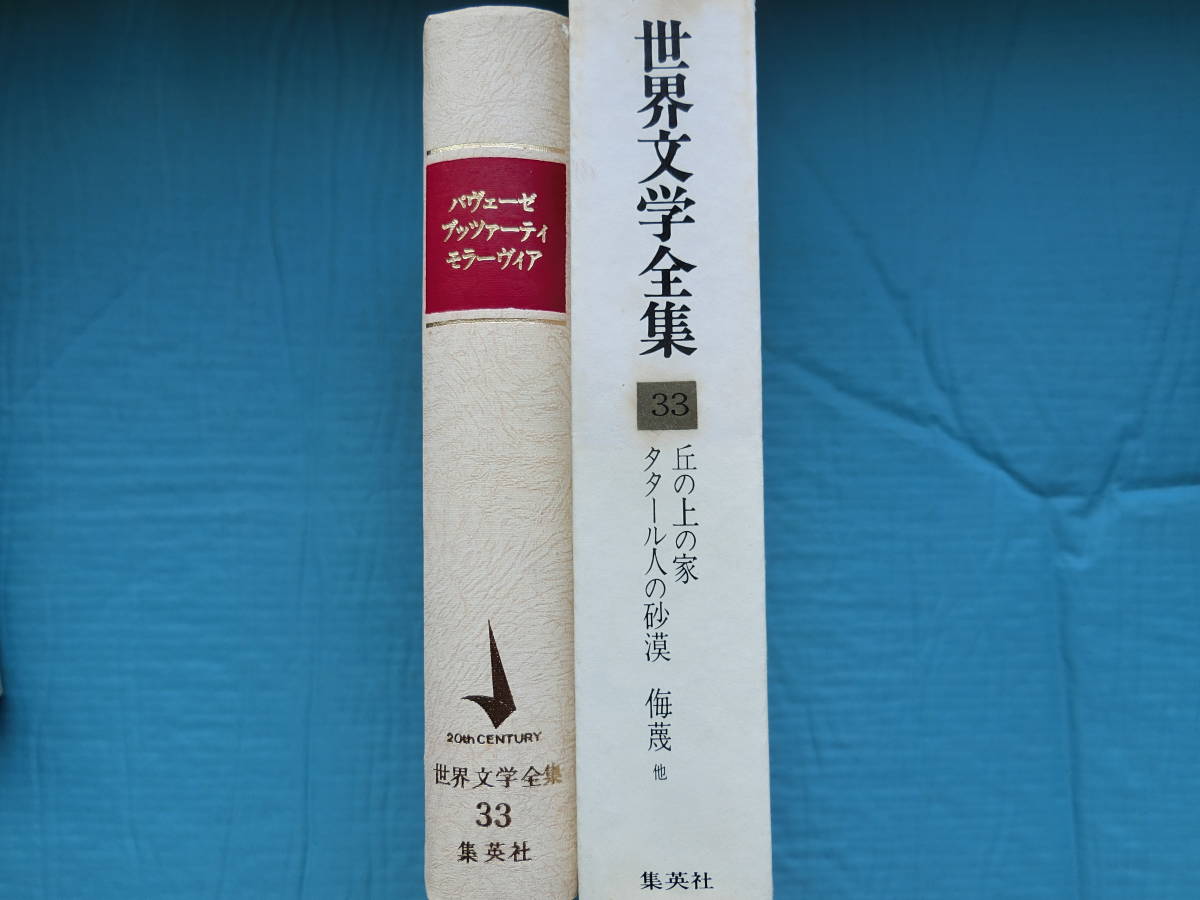 パヴェーゼ
ブッツァーティ
モラーヴィア
20th CENTURY
世界文学全集
33
集英社
世界文学全集
33
丘の上の家
タタール人の砂漠 侮蔑 他
集英社